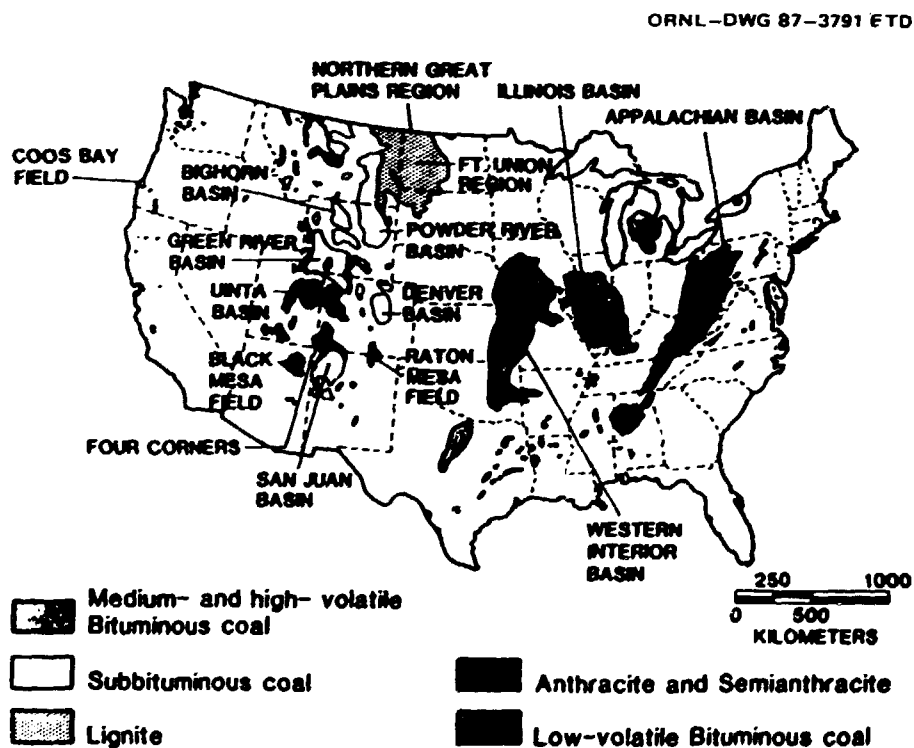 ORNL-DWG 87-3791 ETD
NORTHERN GREAT
PLAINS REGION
ILLINOIS BASIN
APPALACHIAN BASIN
COOS BAY
FIELD
BIGHORN
BASIN
FT. UNION
REGION
GREEN RIVER
BASIN
POWDER RIVER
BASIN
UINTA
BASIN
DENVER
BASIN
BLACK
MESA
FIELD
RATON
MESA
FIELD
FOUR CORNERS
SAN JUAN
BASIN
WESTERN
INTERIOR
BASIN
250 1000
0 500
KILOMETERS
Medium- and high- volatile
Bituminous coal
Subbituminous coal
Lignite
Anthracite and Semianthracite
Low-volatile Bituminous coal